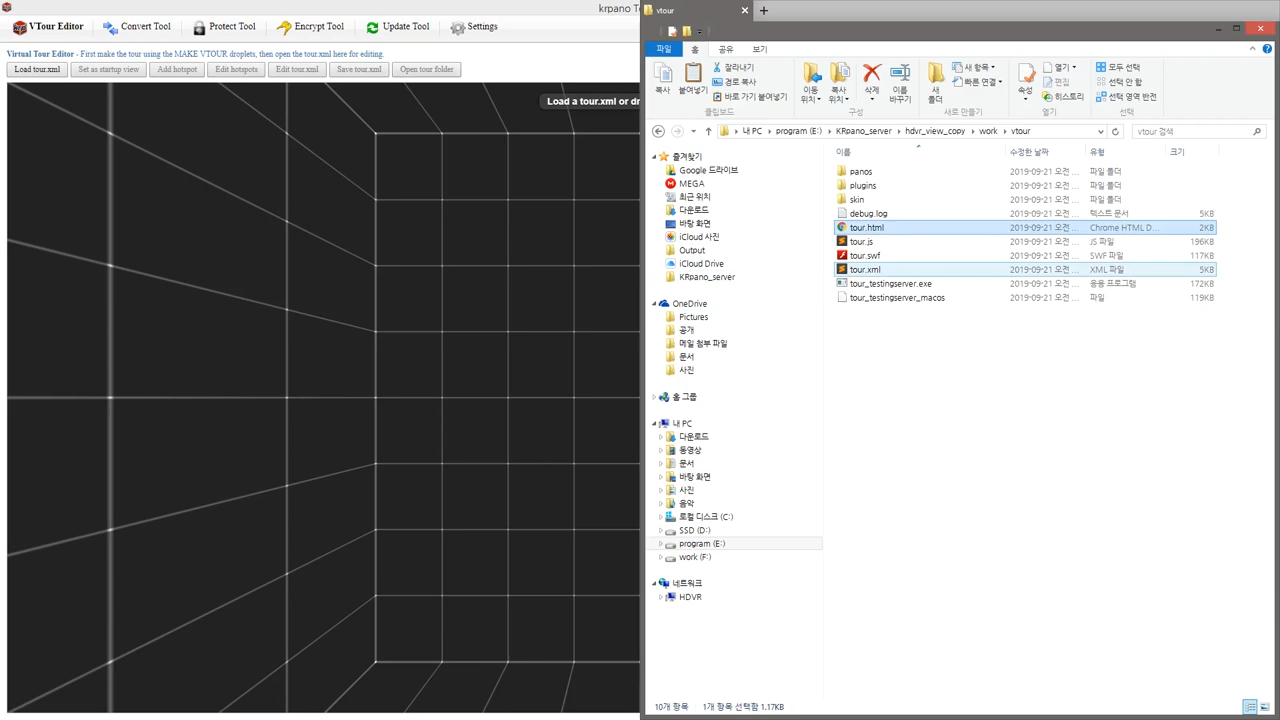 krpano
VTour Editor
Convert Tool
Protect Tool
Encrypt Tool
Update Tool
Settings
Virtual Tour Editor - First make the tour using the MAKE VTOUR droplets, then open the tour.xml here for editing.
Load tour.xml
Set as startup view
Add hotspot
Edit hotspots
Edit tour.xml
Save tour.xml
Open tour folder
Load a tour.xml or dr
vtour
파일
홈
공유
보기
복사
붙여넣기
잘라내기
경로 복사
바로 가기 붙여넣기
클립보드
이동 위치
복사 위치
삭제
이름 바꾸기
구성
새 폴더
새 항목
빠른 연결
새로 만들기
속성
열기
편집
히스토리
열기
모두 선택
선택 안 함
선택 영역 반전
선택
내 PC
program (E:)
KRpano_server
hdvr_view_copy
work
vtour
vtour 검색
이름
수정한 날짜
유형
크기
panos 2019-09-21 오전 ... 파일 폴더
plugins 2019-09-21 오전 ... 파일 폴더
skin 2019-09-21 오전 ... 파일 폴더
debug.log 2019-09-21 오전 ... 텍스트 문서 5KB
tour.html 2019-09-21 오전 ... Chrome HTML D... 2KB
tour.js 2019-09-21 오전 ... JS 파일 196KB
tour.swf 2019-09-21 오전 ... SWF 파일 117KB
tour.xml 2019-09-21 오전 ... XML 파일 5KB
tour_testingserver.exe 2019-09-21 오전 ... 응용 프로그램 172KB
tour_testingserver_macos 2019-09-21 오전 ... 파일 119KB
즐겨찾기
Google 드라이브
MEGA
최근 위치
다운로드
바탕 화면
iCloud 사진
Output
iCloud Drive
KRpano_server
OneDrive
Pictures
공개
메일 첨부 파일
문서
사진
홈 그룹
내 PC
다운로드
동영상
문서
바탕 화면
사진
음악
로컬 디스크 (C:)
SSD (D:)
program (E:)
work (F:)
네트워크
HDVR
10개 항목
1개 항목 선택함 1.17KB